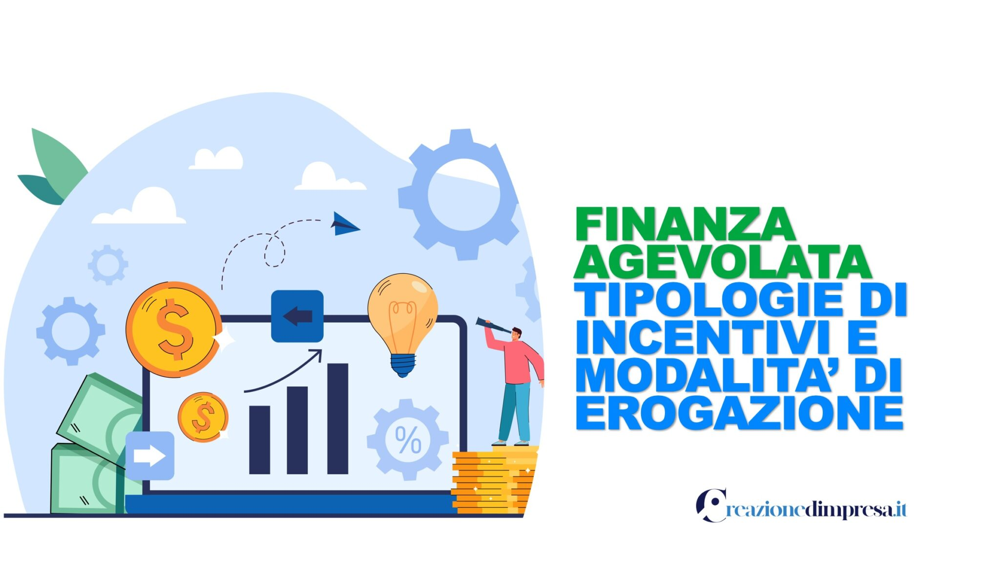 FINANZA
AGEVOLATA
TIPOLOGIE DI
INCENTIVI E
MODALITA’ DI
EROGAZIONE
$
$
%
Creazionedimpresa.it